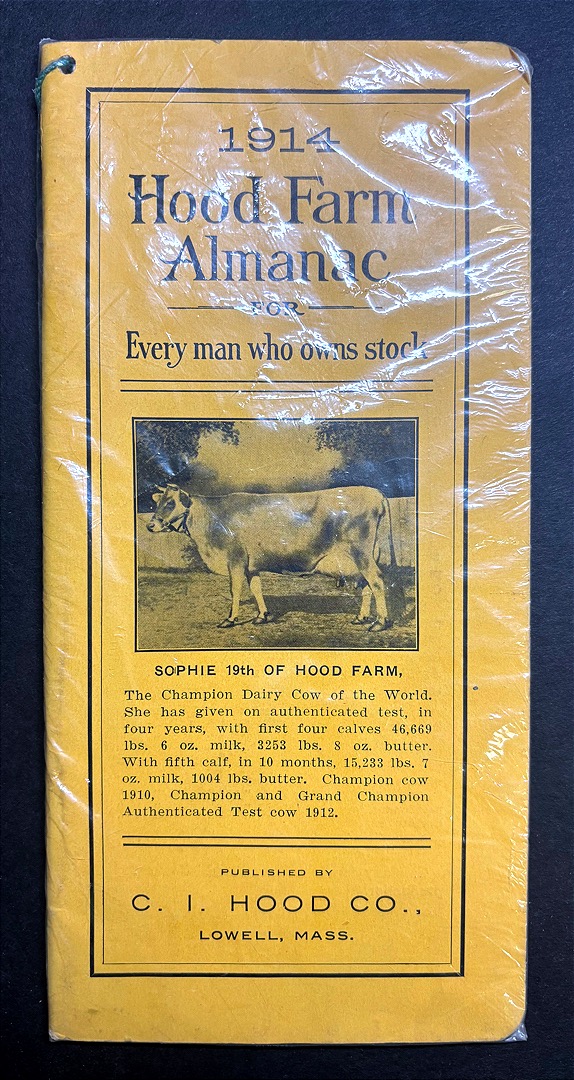 1914
Hood Farm
Almanac
FOR
Every man who owns stock
SOPHIE 19th OF HOOD FARM,
The Champion Dairy Cow of the World.
She has given on authenticated test, in
four years, with first four calves 46,669
lbs. 6 oz. milk, 3253 lbs. 8 oz. butter.
With fifth calf, in 10 months, 15,233 lbs. 7
oz. milk, 1004 lbs. butter. Champion cow
1910, Champion and Grand Champion
Authenticated Test cow 1912.
PUBLISHED BY
C. I. HOOD CO.,
LOWELL, MASS.